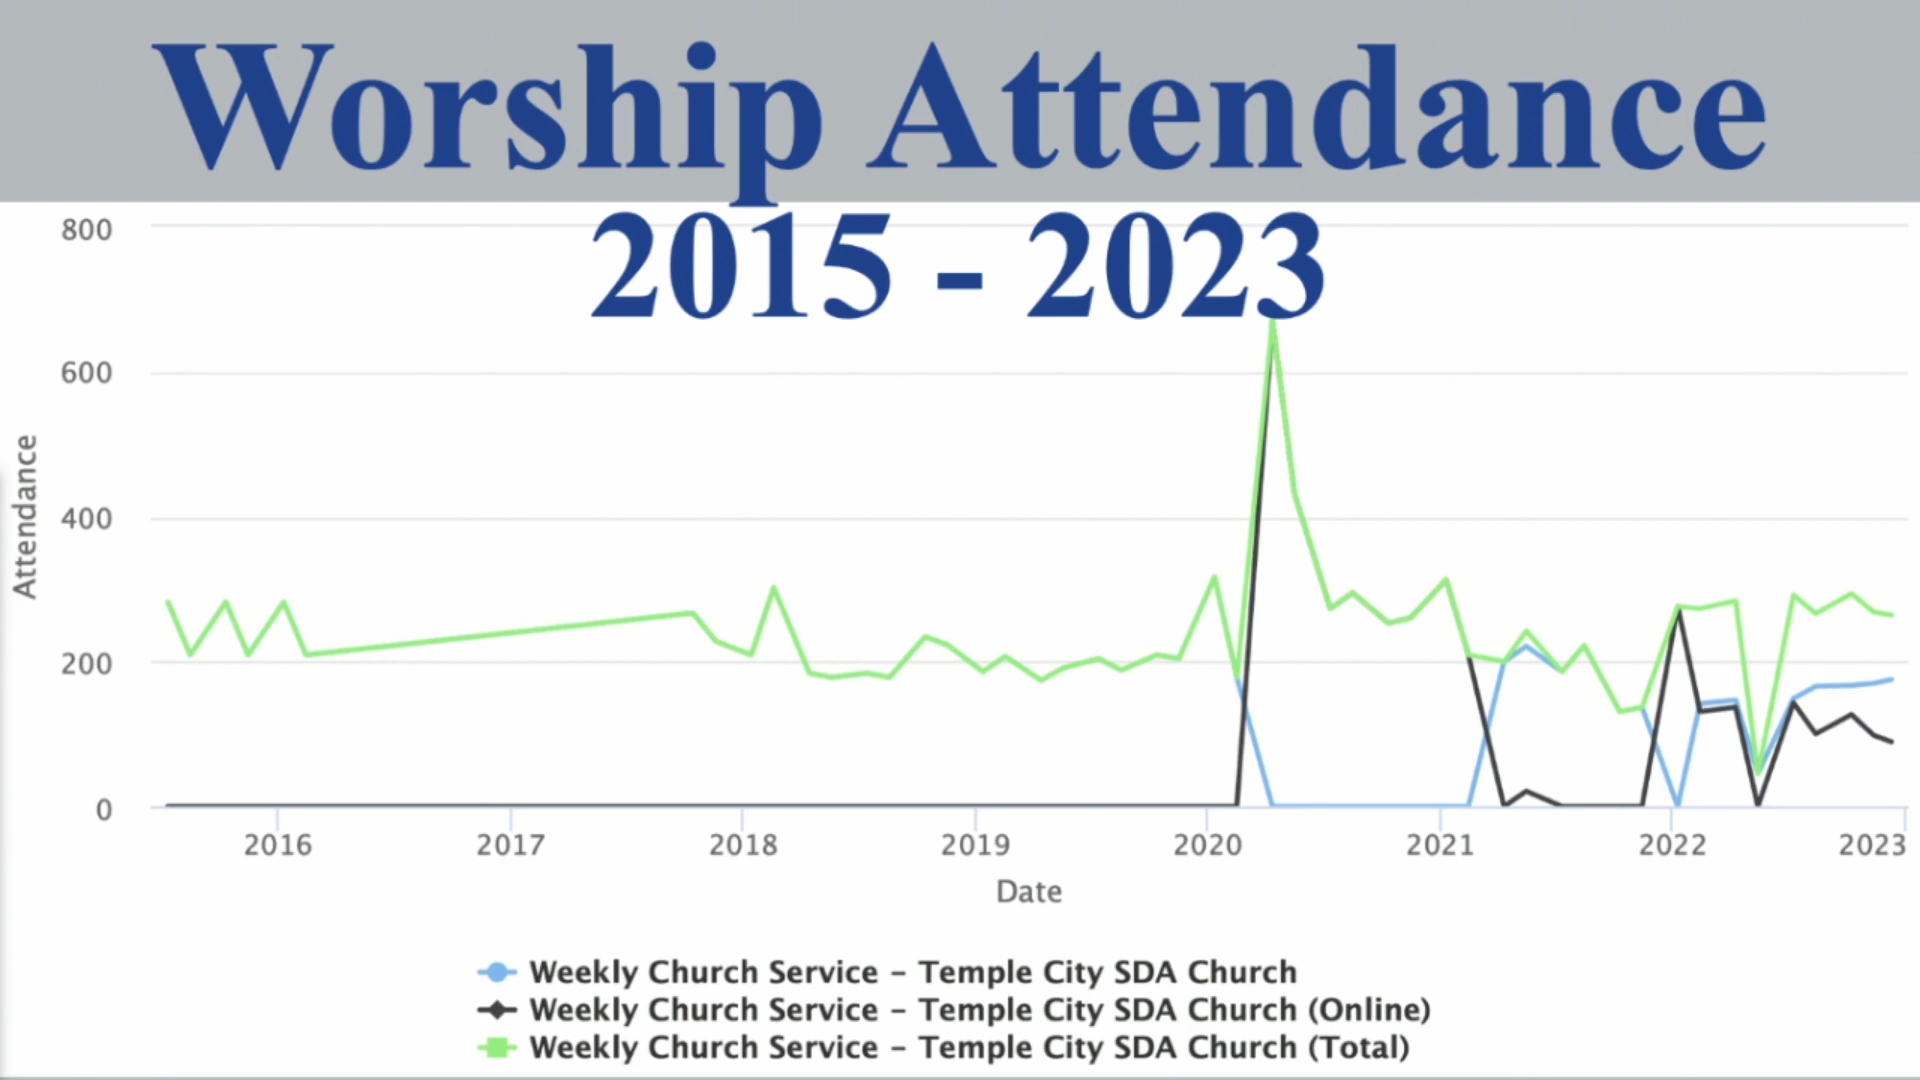 Worship Attendance
2015 - 2023
800
600
400
200
0
Attendance
2016 2017 2018 2019 2020 2021 2022 2023
Date
Weekly Church Service – Temple City SDA Church
Weekly Church Service – Temple City SDA Church (Online)
Weekly Church Service – Temple City SDA Church (Total)